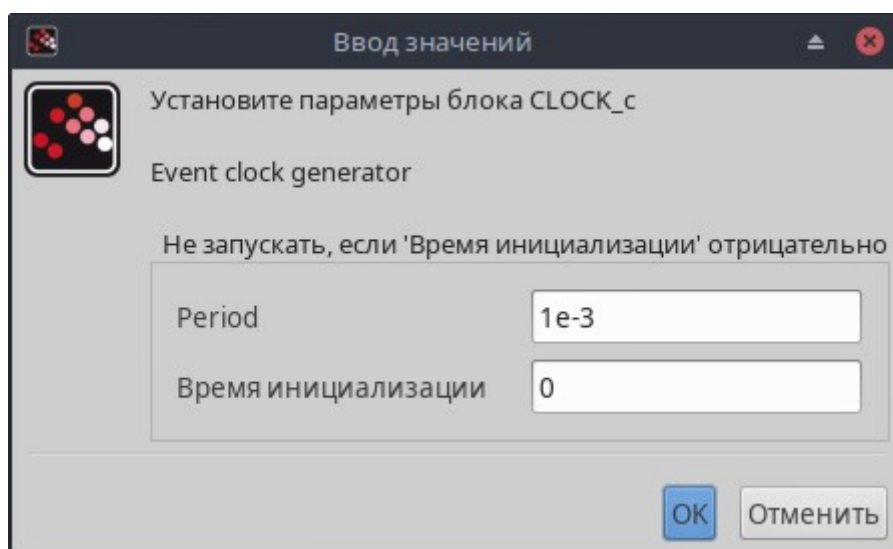 Ввод значений
Установите параметры блока CLOCK_c
Event clock generator
Не запускать, если 'Время инициализации' отрицательно
Period 1e-3
Время инициализации 0
OK Отменить